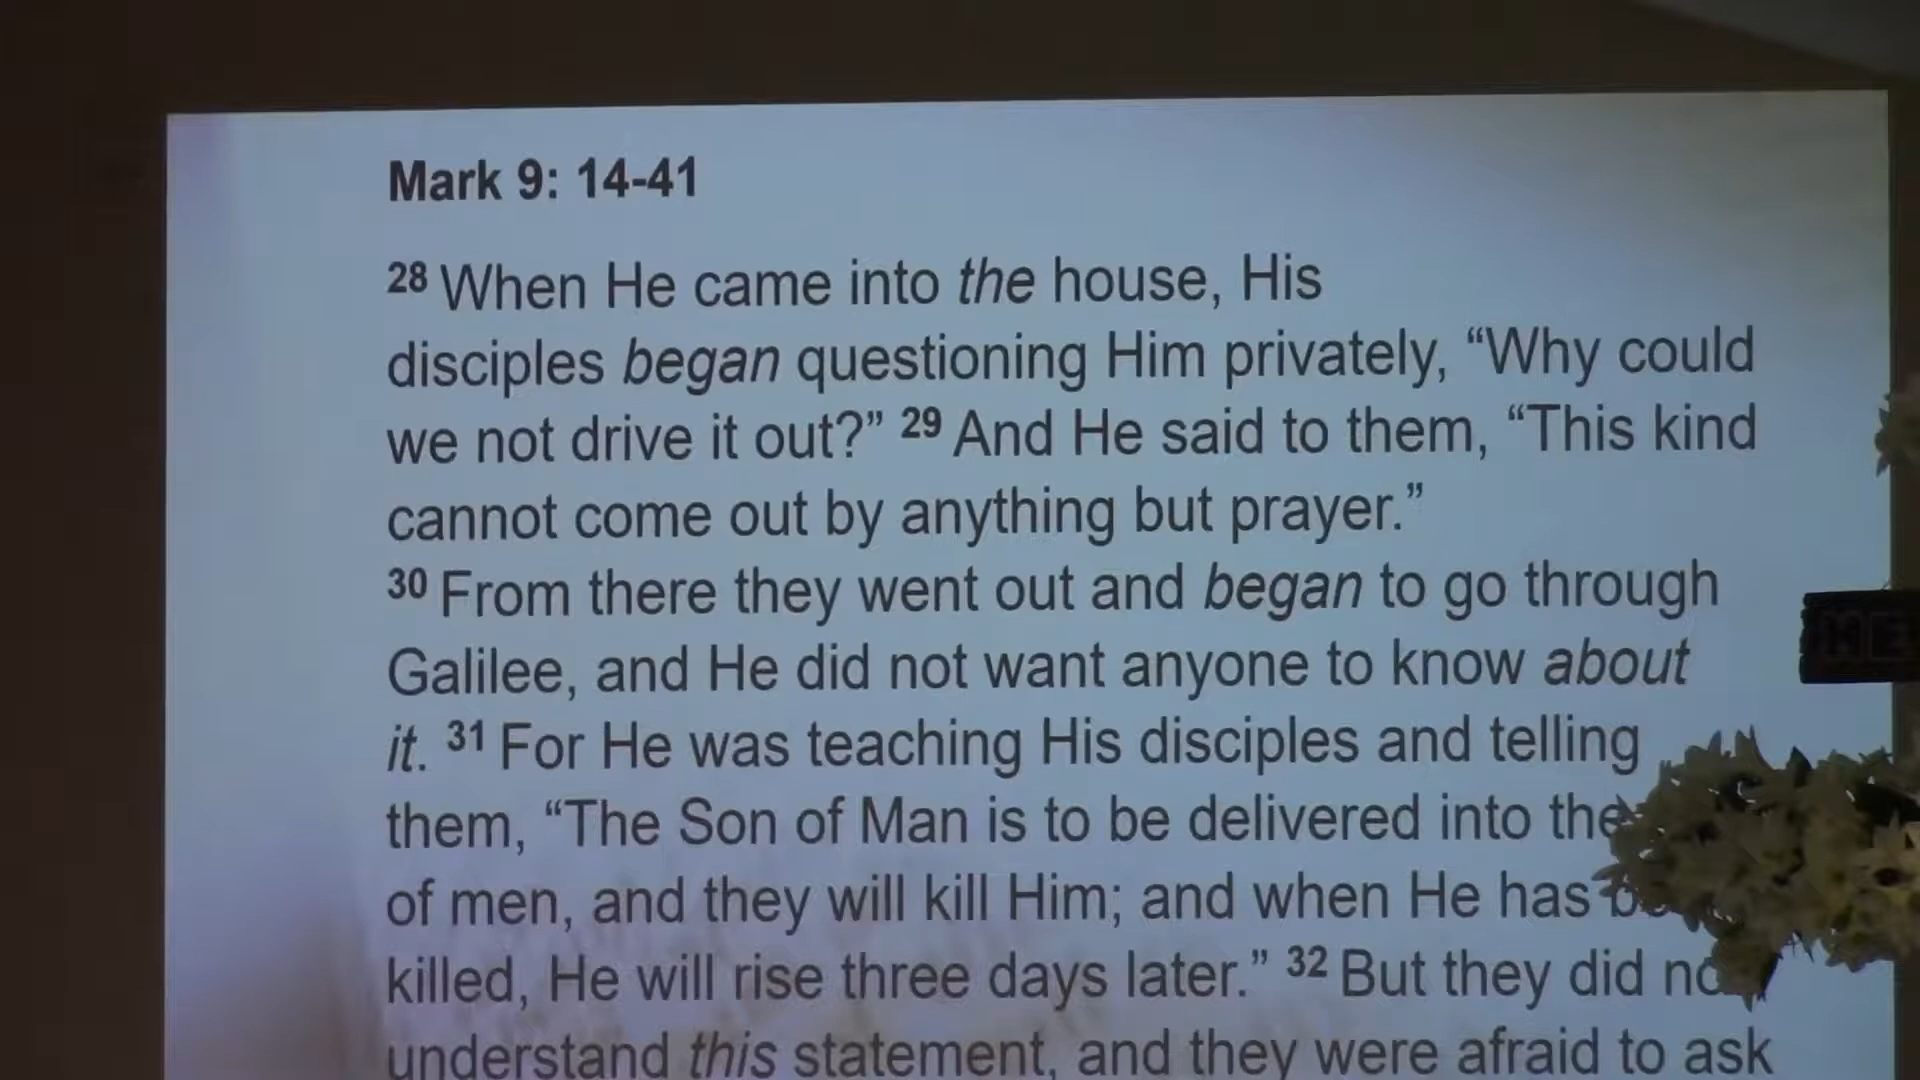 Mark 9: 14-41
28 When He came into the house, His
disciples began questioning Him privately, “Why could
we not drive it out?” 29 And He said to them, “This kind
cannot come out by anything but prayer.”
30 From there they went out and began to go through
Galilee, and He did not want anyone to know about
it. 31 For He was teaching His disciples and telling
them, “The Son of Man is to be delivered into the
of men, and they will kill Him; and when He has
killed, He will rise three days later.” 32 But they did
understand this statement, and they were afraid to ask
HE